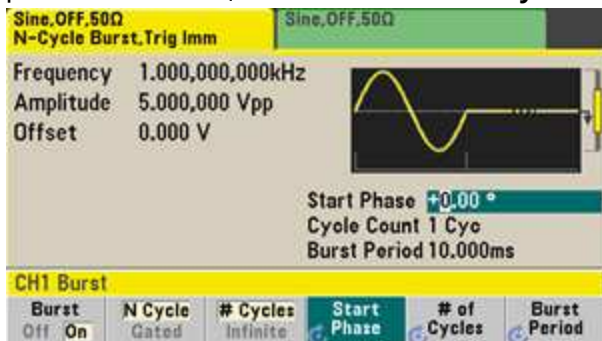 Sine,OFF,50Ω
N-Cycle Burst,Trig Imm
Sine,OFF,50Ω
Frequency 1.000,000,000kHz
Amplitude 5.000,000 Vpp
Offset 0.000 V
Start Phase +0.00 °
Cycle Count 1 Cyc
Burst Period 10.000ms
CH1 Burst
Burst N Cycle # Cycles Start # of Burst
Off On Gated Infinite Phase Cycles Period